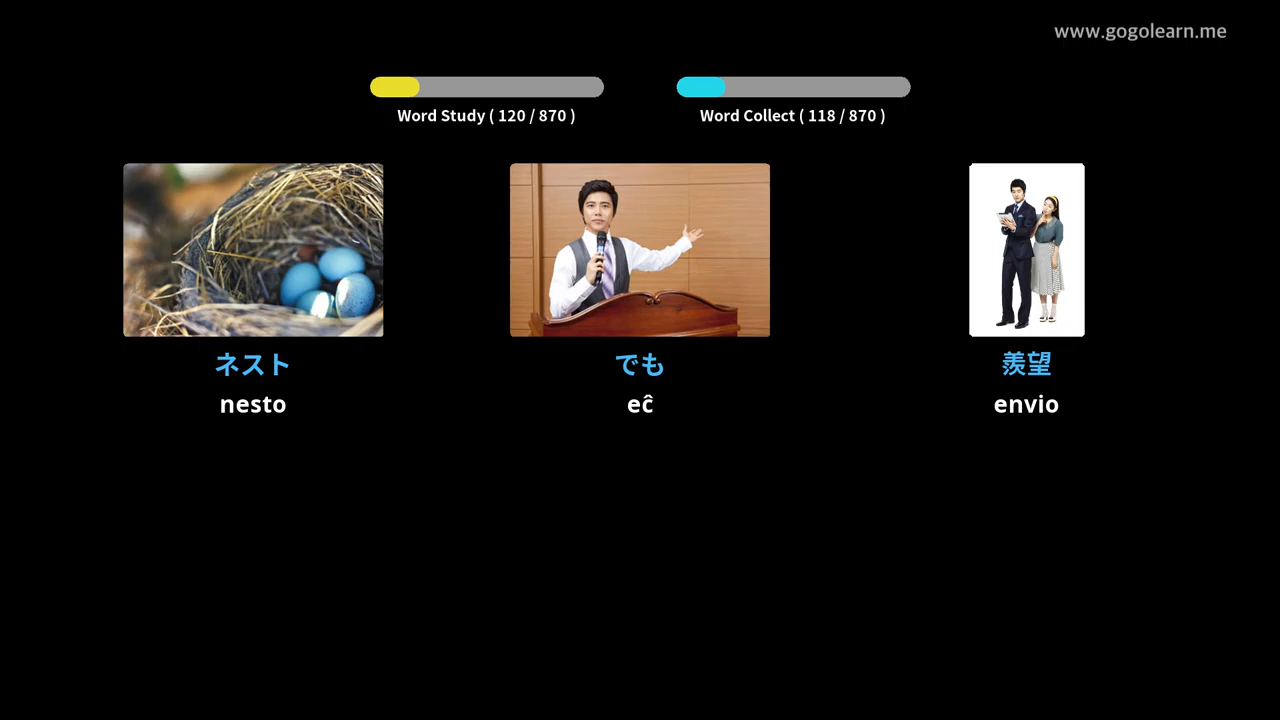 www.gogolearn.me
Word Study ( 120 / 870 )
Word Collect ( 118 / 870 )
ネスト
でも
羨望
nesto
eĉ
envio